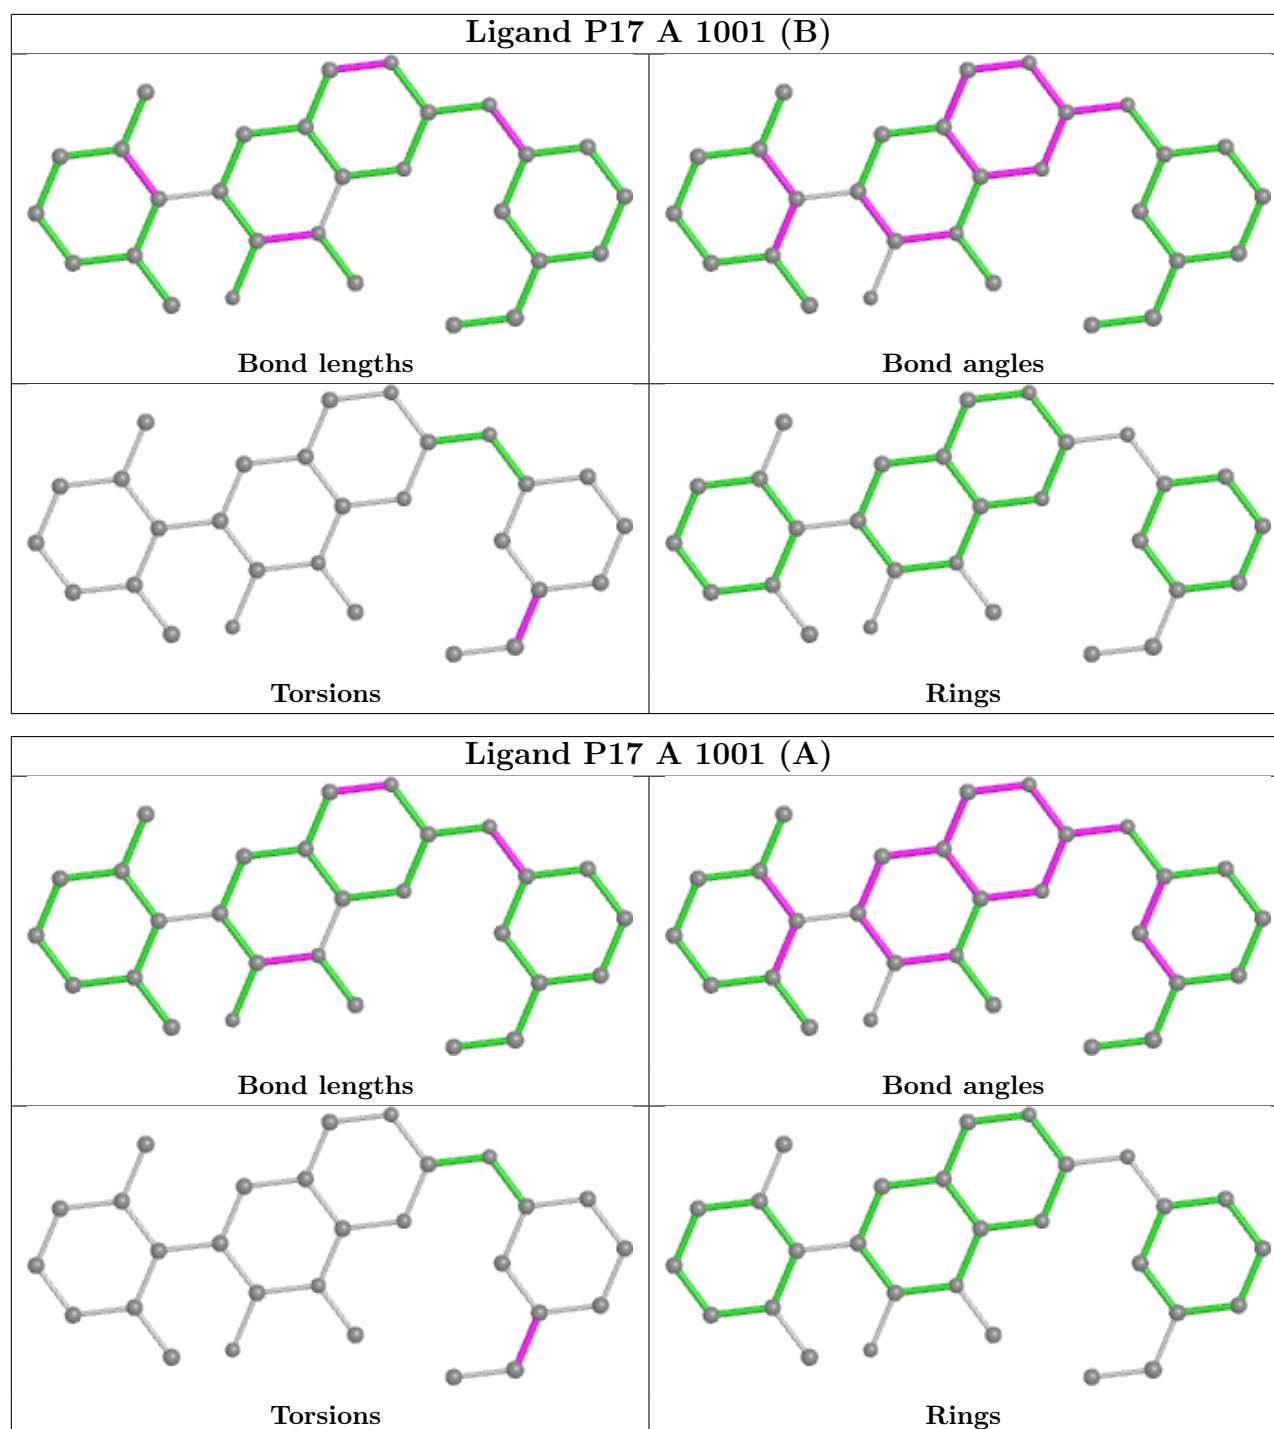 Ligand P17 A 1001 (B)
Bond lengths
Bond angles
Torsions
Rings
Ligand P17 A 1001 (A)
Bond lengths
Bond angles
Torsions
Rings